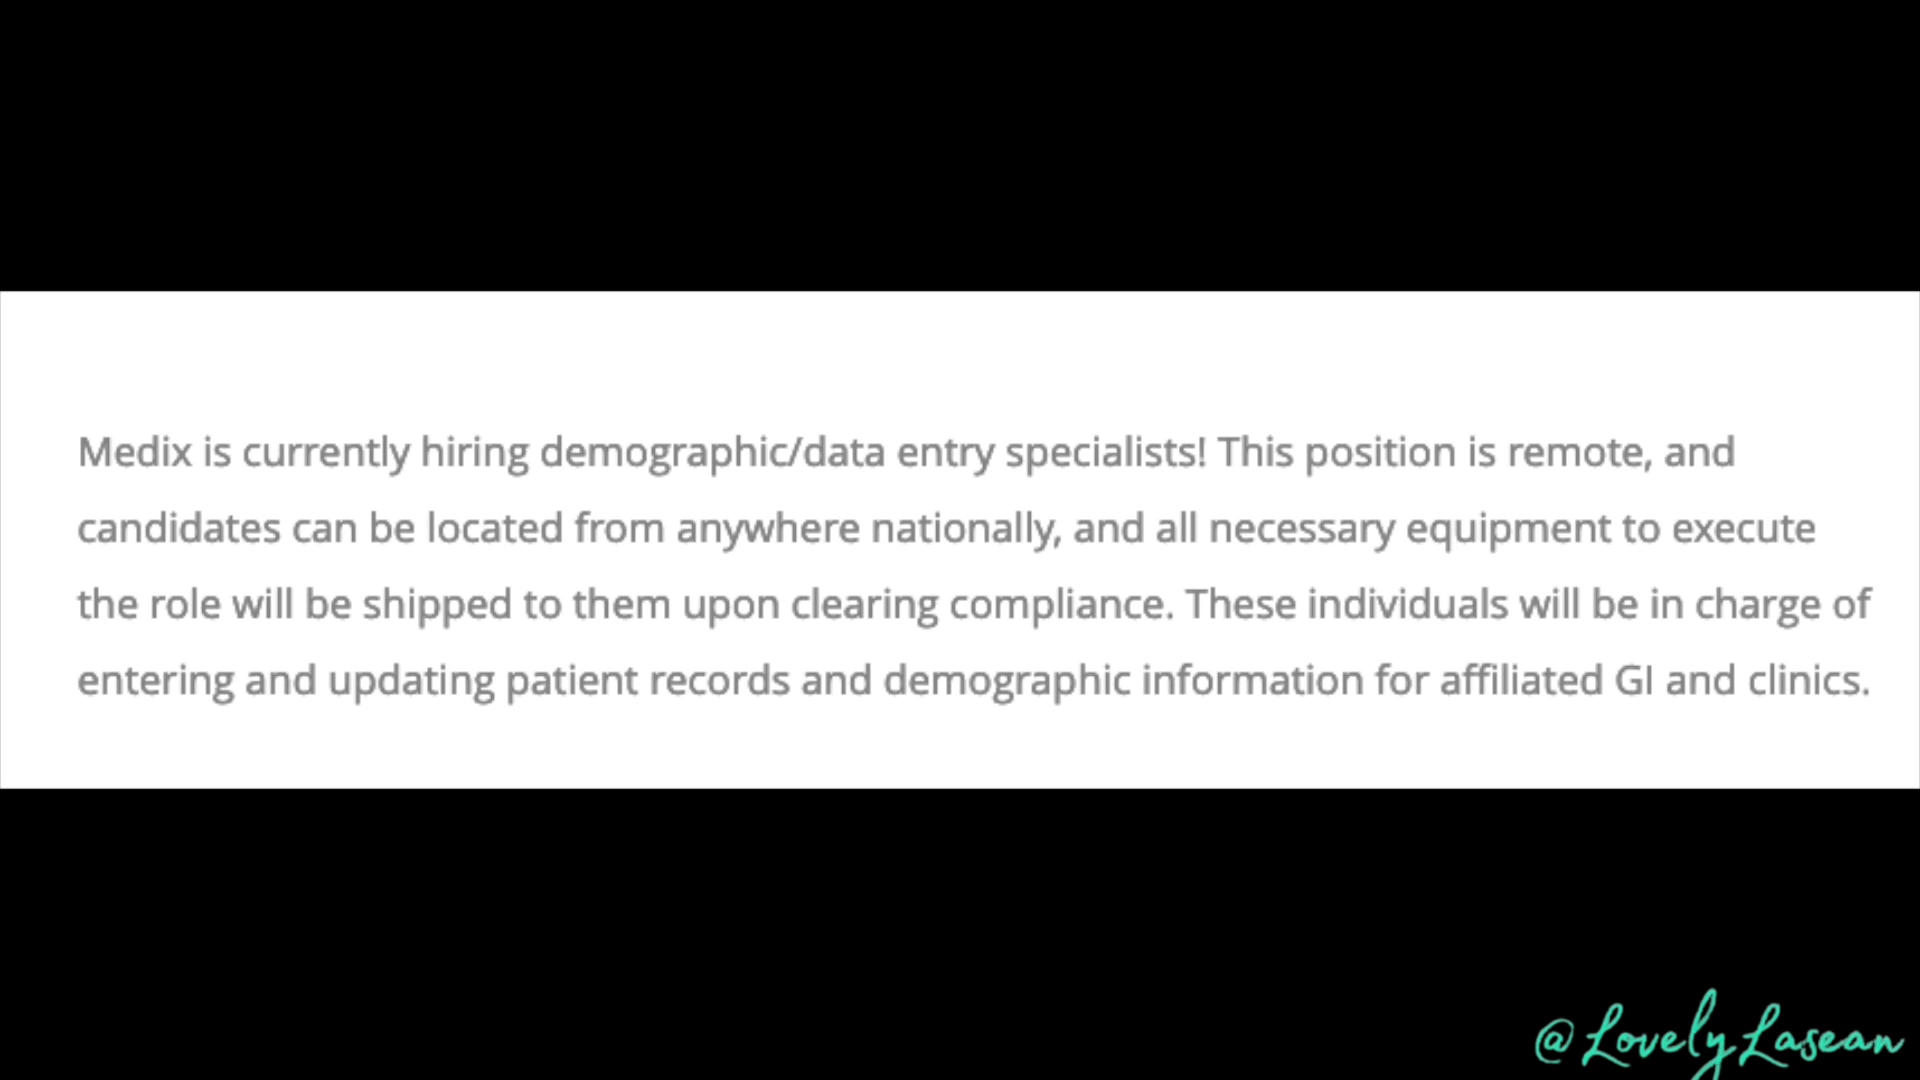 Medix is currently hiring demographic/data entry specialists! This position is remote, and
candidates can be located from anywhere nationally, and all necessary equipment to execute
the role will be shipped to them upon clearing compliance. These individuals will be in charge of
entering and updating patient records and demographic information for affiliated GI and clinics.
@LovelyLasean